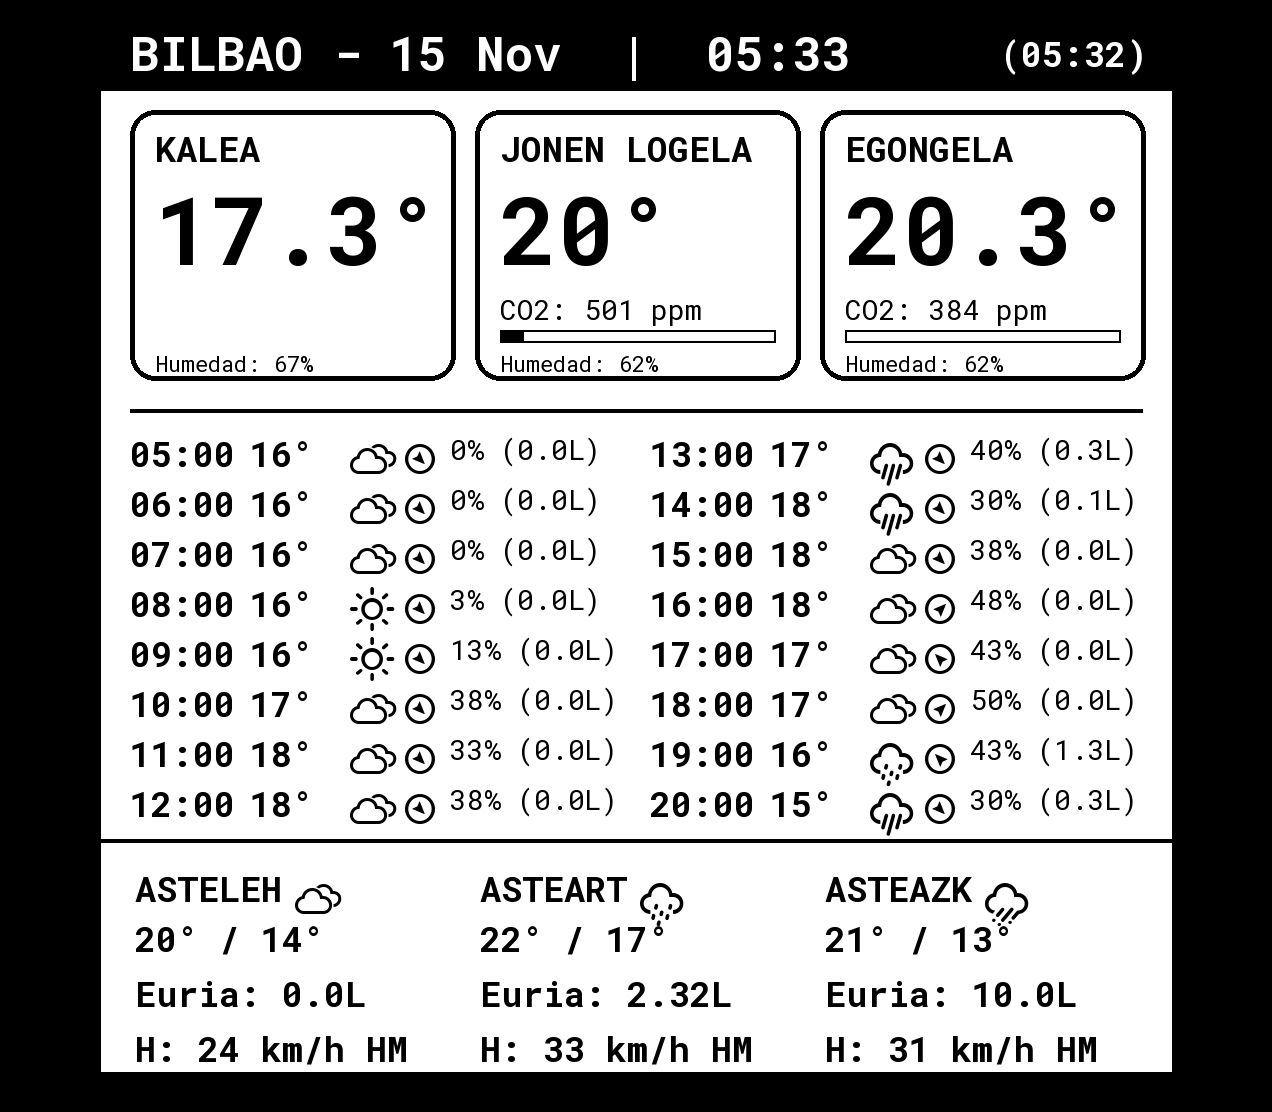 BILBAO - 15 Nov | 05:33 (05:32)
KALEA
17.3°
Humedad: 67%
JONEN LOGELA
20°
CO2: 501 ppm
Humedad: 62%
EGONGELA
20.3°
CO2: 384 ppm
Humedad: 62%
05:00 16° 0% (0.0L)
06:00 16° 0% (0.0L)
07:00 16° 0% (0.0L)
08:00 16° 3% (0.0L)
09:00 16° 13% (0.0L)
10:00 17° 38% (0.0L)
11:00 18° 33% (0.0L)
12:00 18° 38% (0.0L)
13:00 17° 40% (0.3L)
14:00 18° 30% (0.1L)
15:00 18° 38% (0.0L)
16:00 18° 48% (0.0L)
17:00 17° 43% (0.0L)
18:00 17° 50% (0.0L)
19:00 16° 43% (1.3L)
20:00 15° 30% (0.3L)
ASTELEH
20° / 14°
Euria: 0.0L
H: 24 km/h HM
ASTEART
22° / 17°
Euria: 2.32L
H: 33 km/h HM
ASTEAZK
21° / 13°
Euria: 10.0L
H: 31 km/h HM